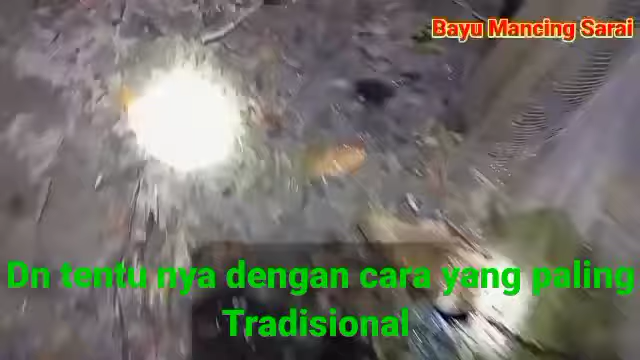 Bayu Mancing Sarai
Dn tentu nya dengan cara yang paling
Tradisional